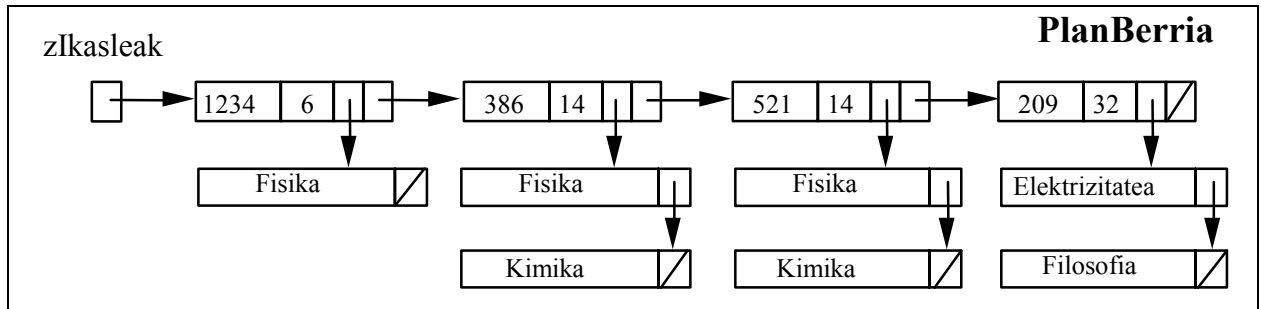 PlanBerria
zIkasleak
1234 6 386 14 521 14 209 32
Fisika Fisika Fisika Elektrizitatea
Kimika Kimika Filosofia